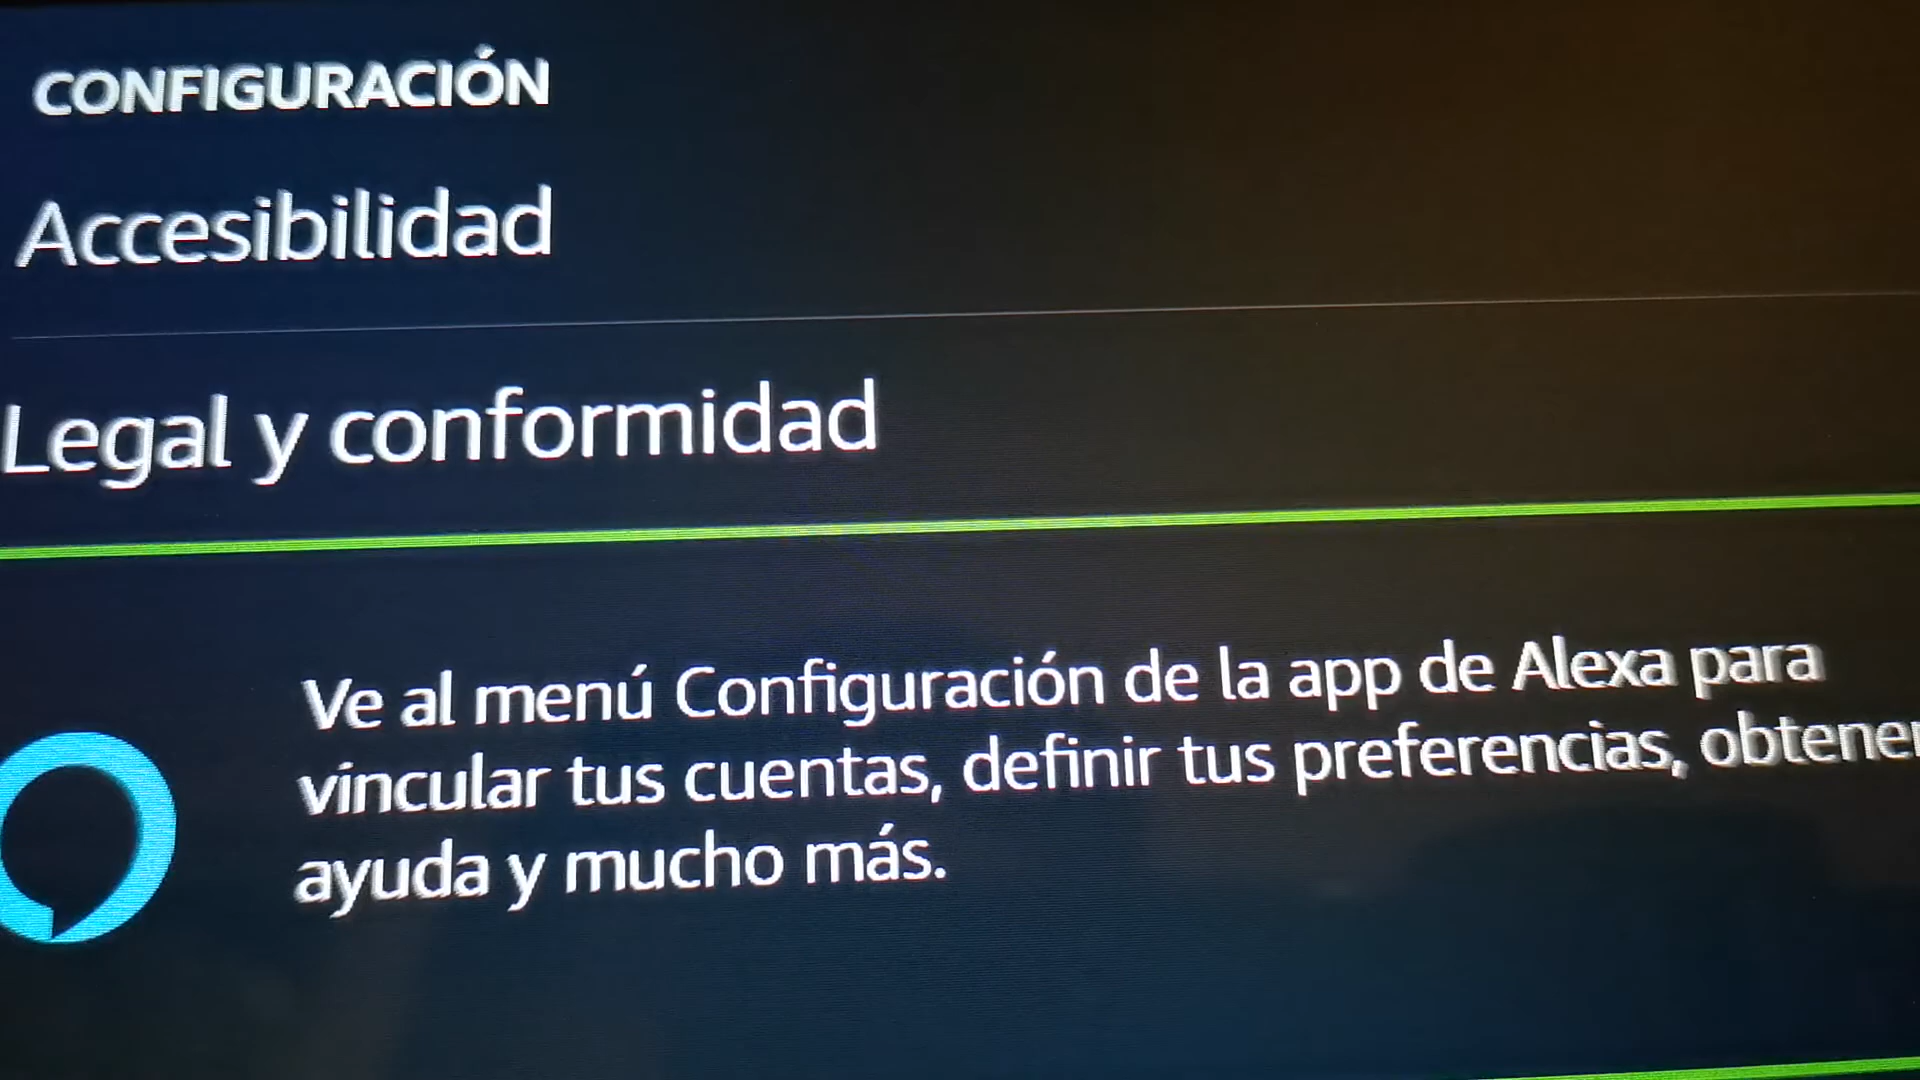 CONFIGURACIÓN
Accesibilidad
Legal y conformidad
Ve al menú Configuración de la app de Alexa para
vincular tus cuentas, definir tus preferencias, obtener
ayuda y mucho más.